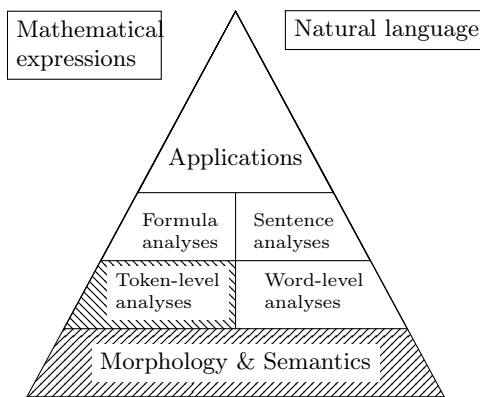 Mathematical
expressions
Natural language
Applications
Formula
analyses
Sentence
analyses
Token-level
analyses
Word-level
analyses
Morphology & Semantics